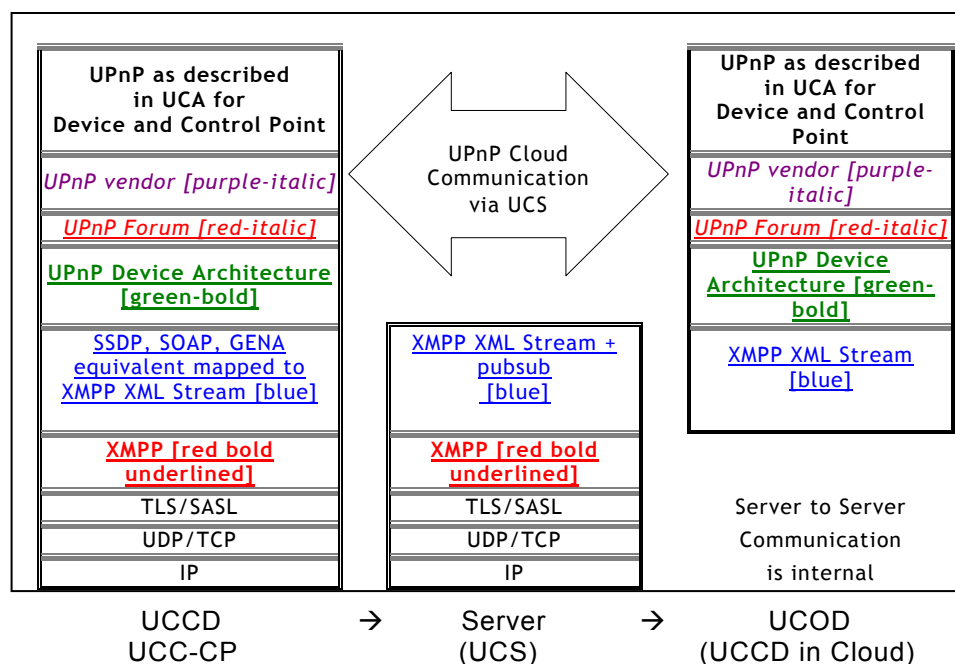 UPnP as described
in UCA for
Device and Control Point
UPnP vendor [purple-italic]
UPnP Forum [red-italic]
UPnP Device Architecture
[green-bold]
SSDP, SOAP, GENA
equivalent mapped to
XMPP XML Stream [blue]
XMPP [red bold
underlined]
TLS/SASL
UDP/TCP
IP
UPnP Cloud
Communication
via UCS
XMPP XML Stream +
pubsub
[blue]
XMPP [red bold
underlined]
TLS/SASL
UDP/TCP
IP
UPnP as described
in UCA for
Device and Control
Point
UPnP vendor [purple-
italic]
UPnP Forum [red-italic]
UPnP Device
Architecture [green-
bold]
XMPP XML Stream
[blue]
Server to Server
Communication
is internal
UCCD → Server → UCOD
UCC-CP (UCS) (UCCD in Cloud)